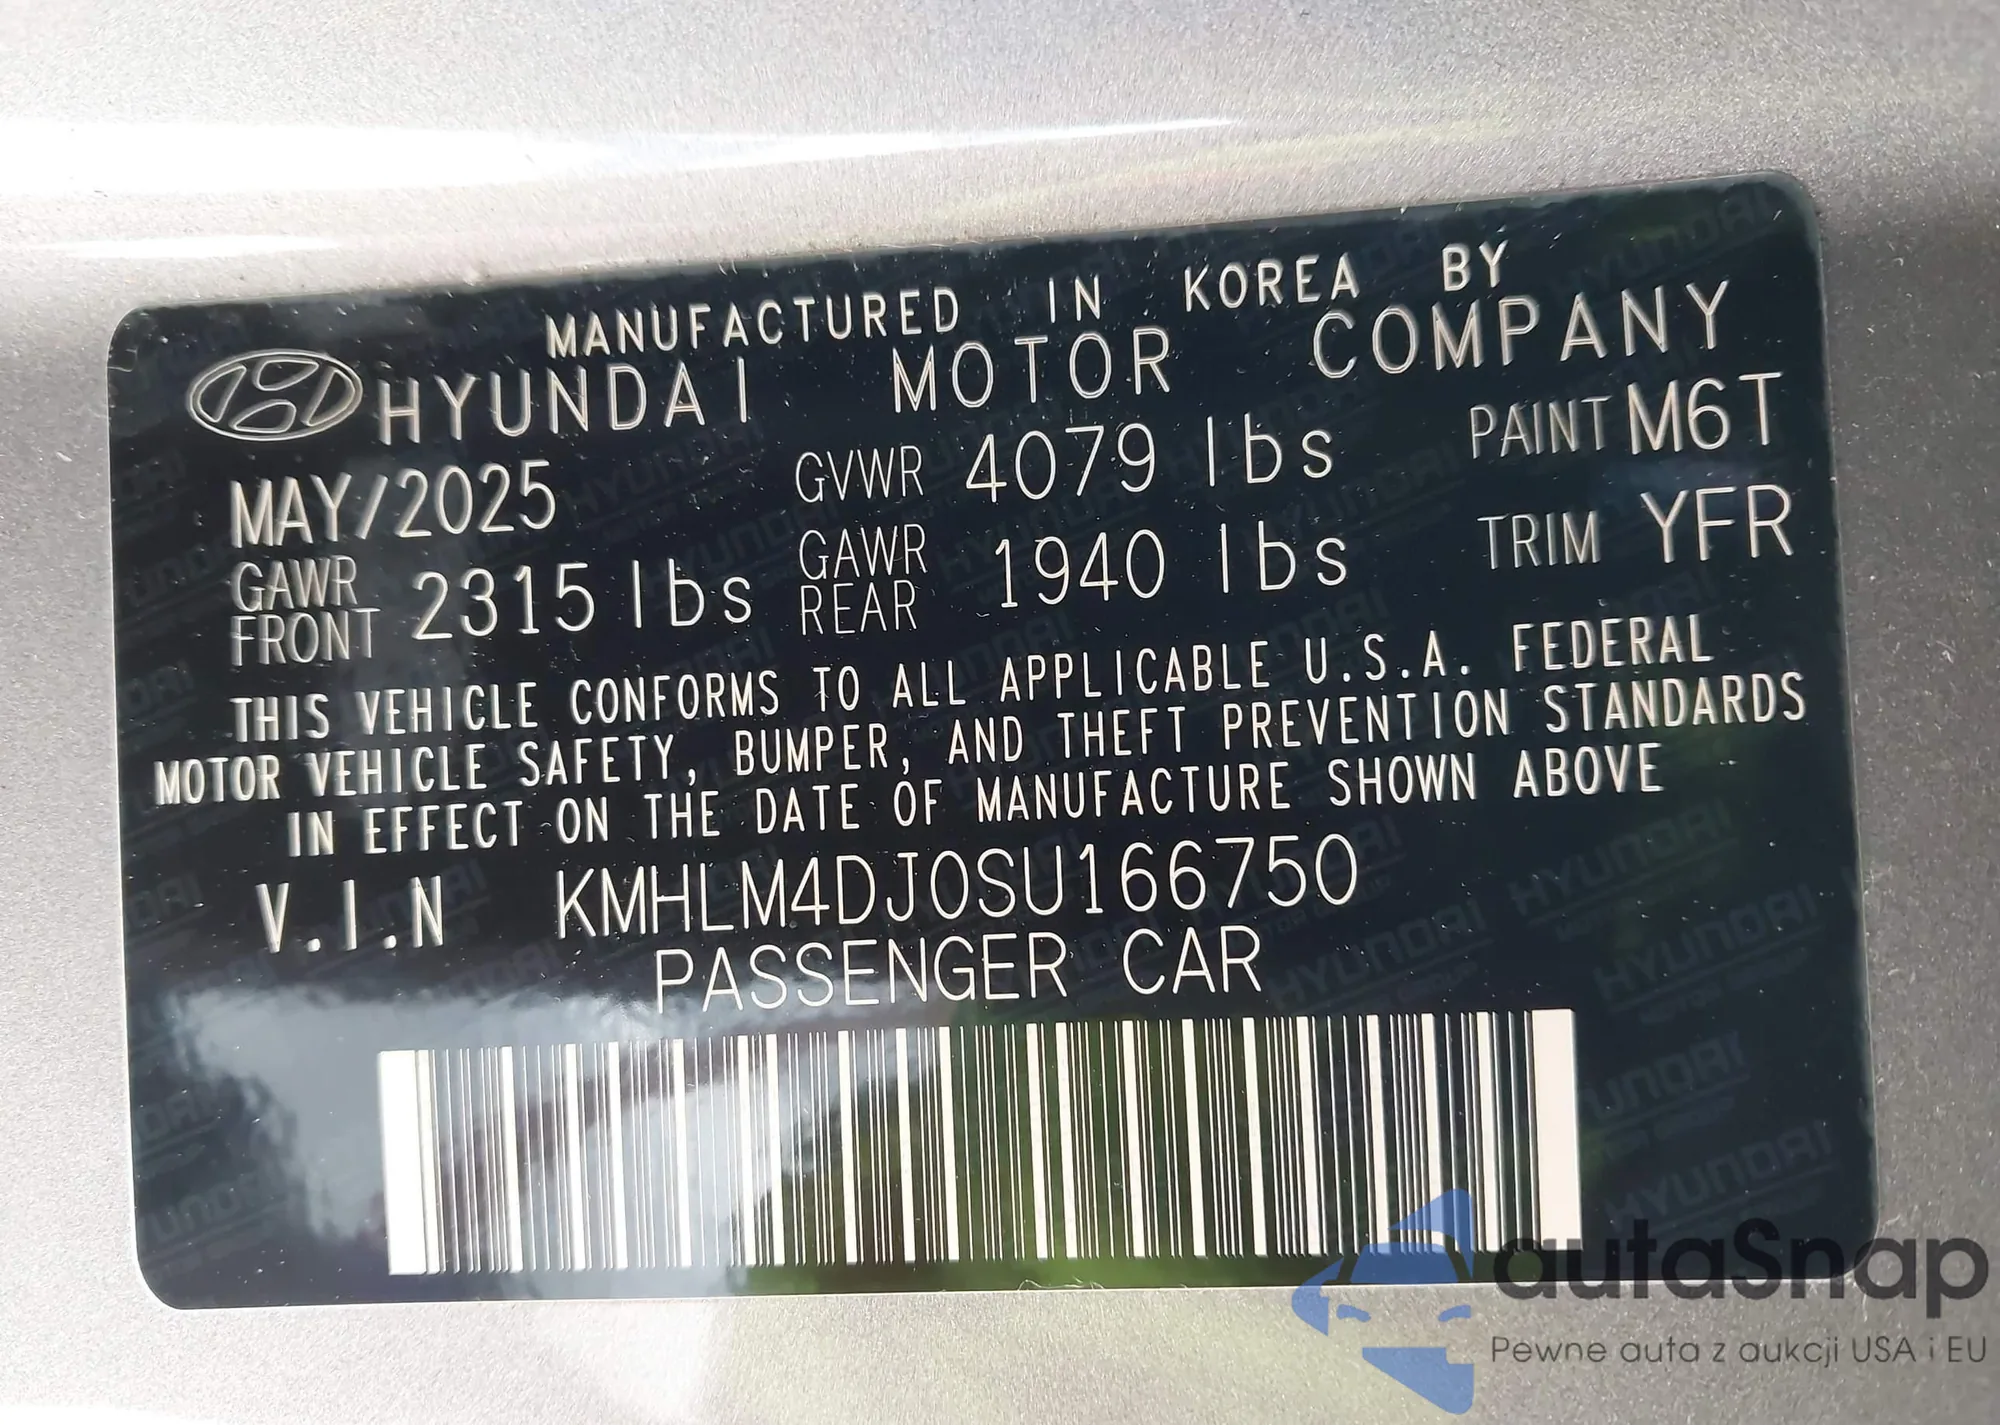 MANUFACTURED IN KOREA BY
HYUNDAI MOTOR COMPANY
MAY/2025 GVWR 4079 lbs PAINT M6T
GAWR FRONT 2315 lbs GAWR REAR 1940 lbs TRIM YFR
THIS VEHICLE CONFORMS TO ALL APPLICABLE U.S.A. FEDERAL
MOTOR VEHICLE SAFETY, BUMPER, AND THEFT PREVENTION STANDARDS
IN EFFECT ON THE DATE OF MANUFACTURE SHOWN ABOVE
V.I.N KMHLM4DJ0SU166750
PASSENGER CAR
autaSnap
Pewne auta z aukcji USA i EU